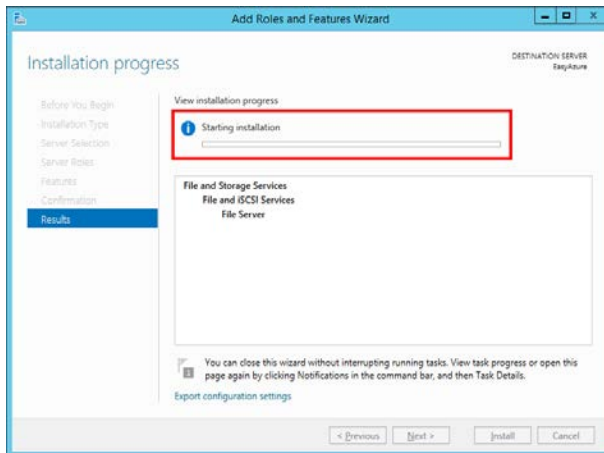 Add Roles and Features Wizard
Installation progress
DESTINATION SERVER
EasyAzure
Before You Begin
Installation Type
Server Selection
Server Roles
Features
Confirmation
Results
View installation progress
Starting installation
File and Storage Services
File and iSCSI Services
File Server
You can close this wizard without interrupting running tasks. View task progress or open this
page again by clicking Notifications in the command bar, and then Task Details.
Export configuration settings
< Previous
Next >
Install
Cancel